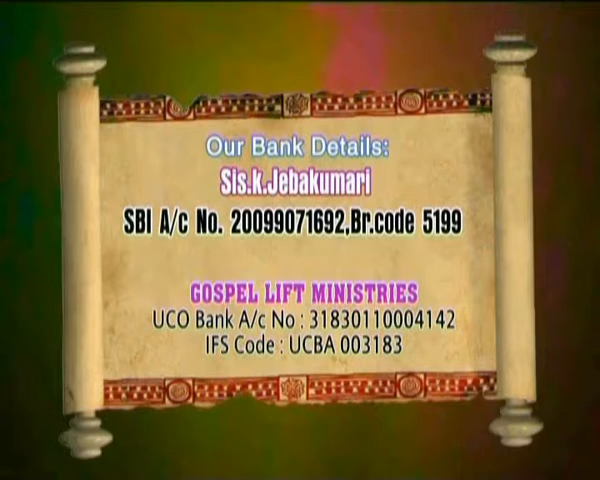 Our Bank Details:
Sis.k.Jebakumari
SBI A/c No. 20099071692,Br.code 5199
GOSPEL LIFT MINISTRIES
UCO Bank A/c No : 31830110004142
IFS Code : UCBA 003183